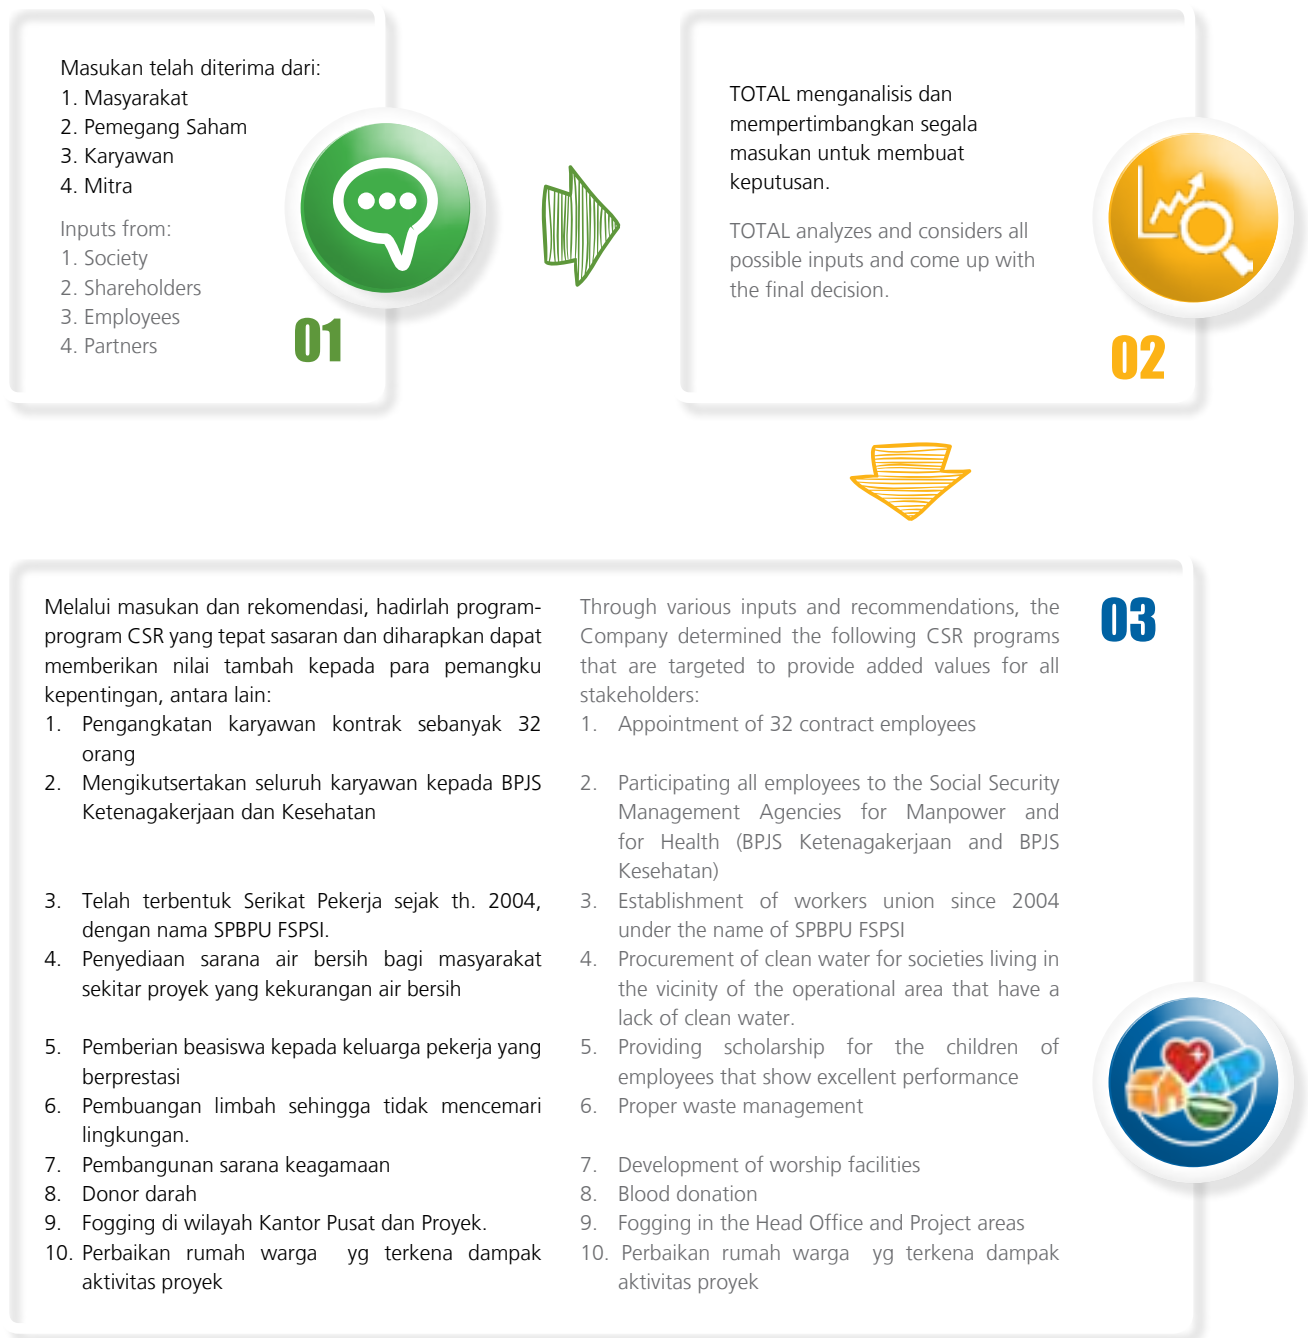 Masukan telah diterima dari:
1. Masyarakat
2. Pemegang Saham
3. Karyawan
4. Mitra
Inputs from:
1. Society
2. Shareholders
3. Employees
4. Partners
01
TOTAL menganalisis dan
mempertimbangkan segala
masukan untuk membuat
keputusan.
TOTAL analyzes and considers all
possible inputs and come up with
the final decision.
02
Melalui masukan dan rekomendasi, hadirlah program-
program CSR yang tepat sasaran dan diharapkan dapat
memberikan nilai tambah kepada para pemangku
kepentingan, antara lain:
1. Pengangkatan karyawan kontrak sebanyak 32
orang
2. Mengikutsertakan seluruh karyawan kepada BPJS
Ketenagakerjaan dan Kesehatan
3. Telah terbentuk Serikat Pekerja sejak th. 2004,
dengan nama SPBPU FSPSI.
4. Penyediaan sarana air bersih bagi masyarakat
sekitar proyek yang kekurangan air bersih
5. Pemberian beasiswa kepada keluarga pekerja yang
berprestasi
6. Pembuangan limbah sehingga tidak mencemari
lingkungan.
7. Pembangunan sarana keagamaan
8. Donor darah
9. Fogging di wilayah Kantor Pusat dan Proyek.
10. Perbaikan rumah warga yg terkena dampak
aktivitas proyek
Through various inputs and recommendations, the
Company determined the following CSR programs
that are targeted to provide added values for all
stakeholders:
1. Appointment of 32 contract employees
2. Participating all employees to the Social Security
Management Agencies for Manpower and
for Health (BPJS Ketenagakerjaan and BPJS
Kesehatan)
3. Establishment of workers union since 2004
under the name of SPBPU FSPSI
4. Procurement of clean water for societies living in
the vicinity of the operational area that have a
lack of clean water.
5. Providing scholarship for the children of
employees that show excellent performance
6. Proper waste management
7. Development of worship facilities
8. Blood donation
9. Fogging in the Head Office and Project areas
10. Perbaikan rumah warga yg terkena dampak
aktivitas proyek
03